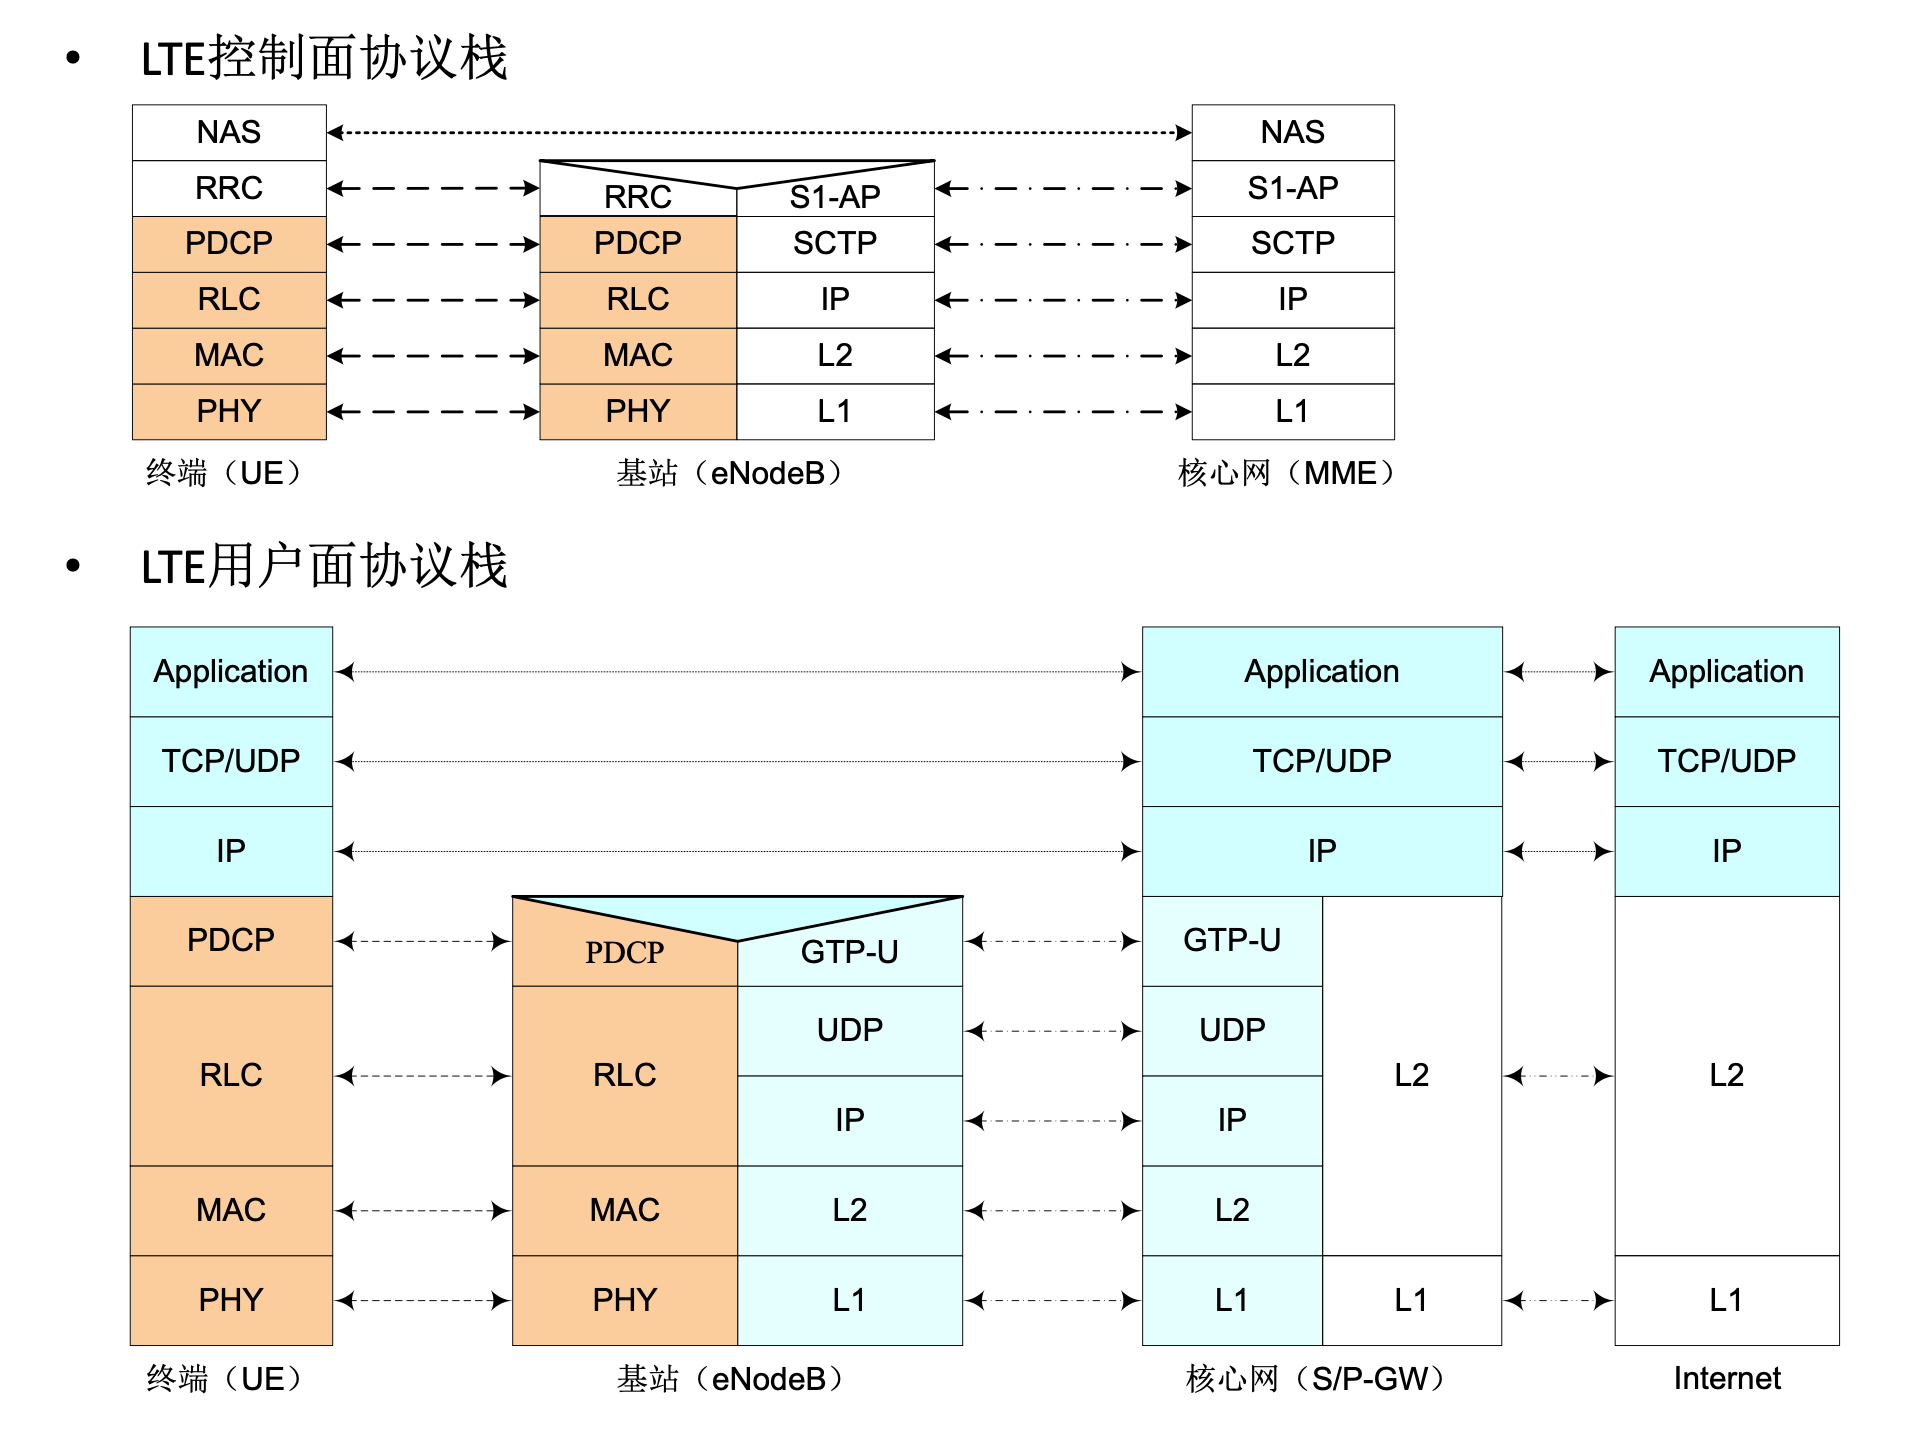 • LTE控制面协议栈
NAS NAS
RRC RRC S1-AP S1-AP
PDCP PDCP SCTP SCTP
RLC RLC IP IP
MAC MAC L2 L2
PHY PHY L1 L1
终端（UE） 基站（eNodeB） 核心网（MME）
• LTE用户面协议栈
Application Application Application
TCP/UDP TCP/UDP TCP/UDP
IP IP IP
PDCP PDCP GTP-U GTP-U
UDP UDP
RLC RLC L2 L2
IP IP
MAC MAC L2 L2
PHY PHY L1 L1 L1 L1
终端（UE） 基站（eNodeB） 核心网（S/P-GW） Internet